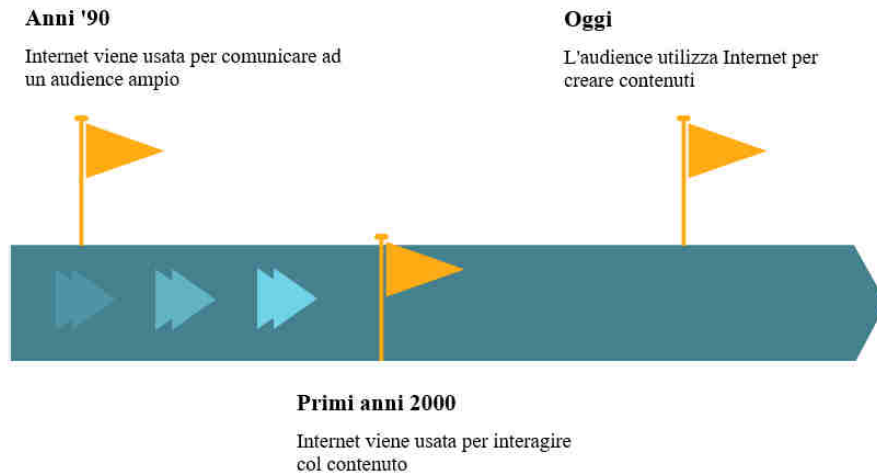 Anni '90
Internet viene usata per comunicare ad
un audience ampio
Oggi
L'audience utilizza Internet per
creare contenuti
Primi anni 2000
Internet viene usata per interagire
col contenuto